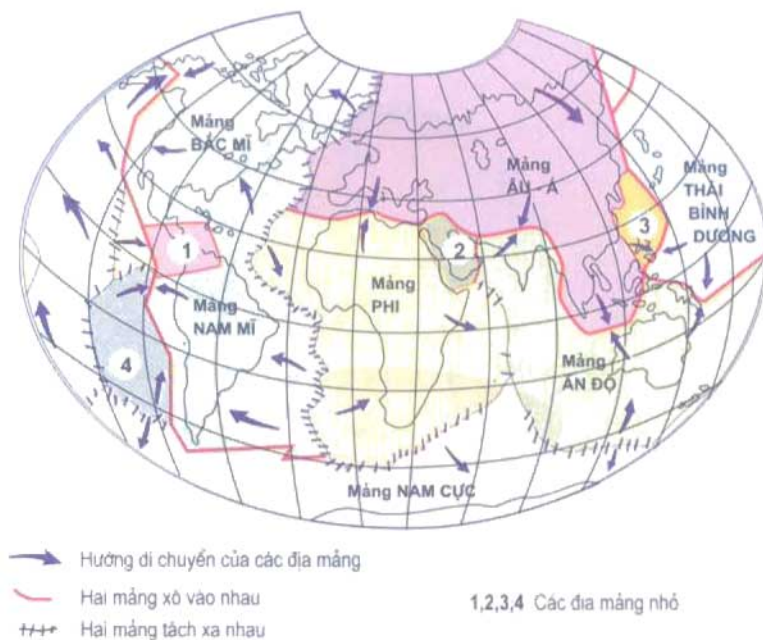 Mảng
BẮC MĨ
Mảng
ÂU - Á
Mảng
THÁI
BÌNH
DƯƠNG
1
2
3
Mảng
PHI
Mảng
NAM MĨ
4
Mảng
ẤN ĐỘ
Mảng NAM CỰC
Hướng di chuyển của các địa mảng
Hai mảng xô vào nhau
1,2,3,4 Các địa mảng nhỏ
Hai mảng tách xa nhau